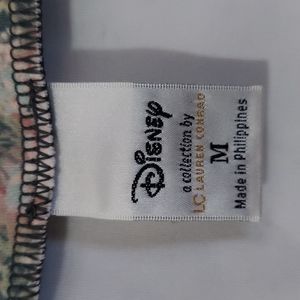 Disney
a collection by
LC LAUREN CONRAD
M
Made in Philippines